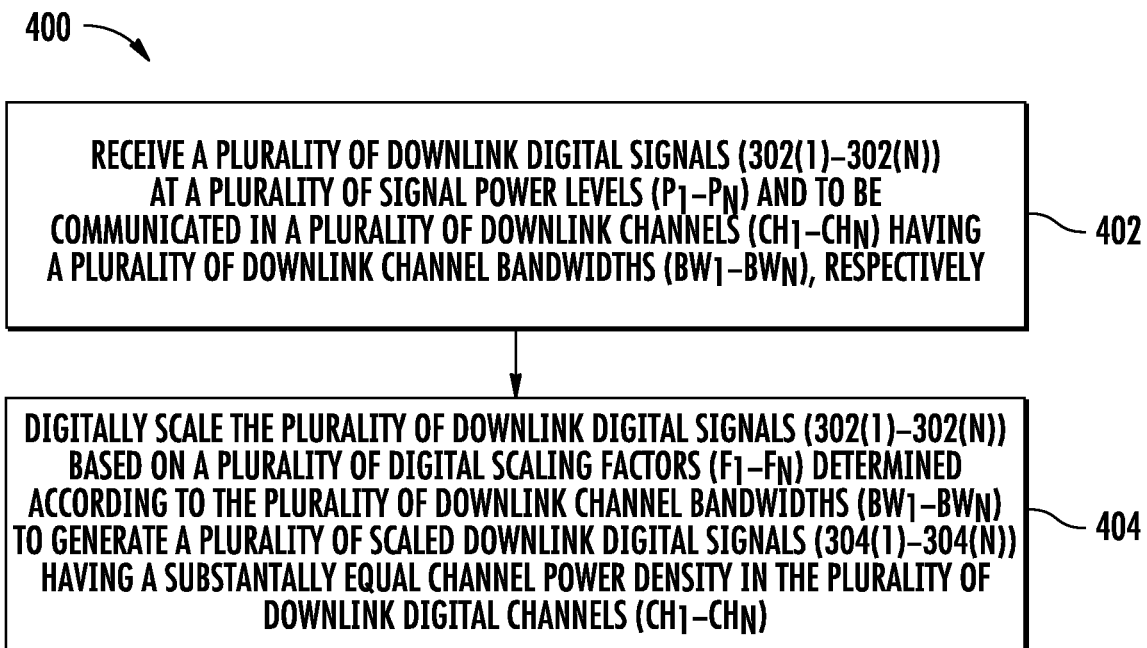 400
RECEIVE A PLURALITY OF DOWNLINK DIGITAL SIGNALS (302(1)–302(N))
AT A PLURALITY OF SIGNAL POWER LEVELS (P1–PN) AND TO BE
COMMUNICATED IN A PLURALITY OF DOWNLINK CHANNELS (CH1–CHN) HAVING
A PLURALITY OF DOWNLINK CHANNEL BANDWIDTHS (BW1–BWN), RESPECTIVELY
402
DIGITALLY SCALE THE PLURALITY OF DOWNLINK DIGITAL SIGNALS (302(1)–302(N))
BASED ON A PLURALITY OF DIGITAL SCALING FACTORS (F1–FN) DETERMINED
ACCORDING TO THE PLURALITY OF DOWNLINK CHANNEL BANDWIDTHS (BW1–BWN)
TO GENERATE A PLURALITY OF SCALED DOWNLINK DIGITAL SIGNALS (304(1)–304(N))
HAVING A SUBSTANTALLY EQUAL CHANNEL POWER DENSITY IN THE PLURALITY OF
DOWNLINK DIGITAL CHANNELS (CH1–CHN)
404